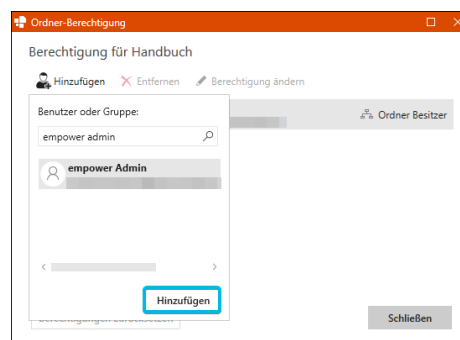 Ordner-Berechtigung
Berechtigung für Handbuch
Hinzufügen Entfernen Berechtigung ändern
Benutzer oder Gruppe:
Ordner Besitzer
empower admin
empower Admin
Hinzufügen
Schließen